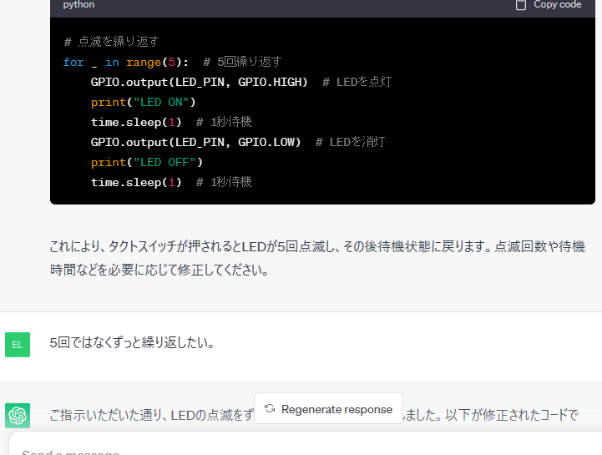 python
Copy code
# 点滅を繰り返す
for _ in range(5):  # 5回繰り返す
    GPIO.output(LED_PIN, GPIO.HIGH)  # LEDを点灯
    print("LED ON")
    time.sleep(1)  # 1秒待機
    GPIO.output(LED_PIN, GPIO.LOW)  # LEDを消灯
    print("LED OFF")
    time.sleep(1)  # 1秒待機
これにより、タクトスイッチが押されるとLEDが5回点滅し、その後待機状態に戻ります。点滅回数や待機
時間などを必要に応じて修正してください。
EL
5回ではなくずっと繰り返したい。
ご指示いただいた通り、LEDの点滅をず
Regenerate response
ました。以下が修正されたコードで
Send a message